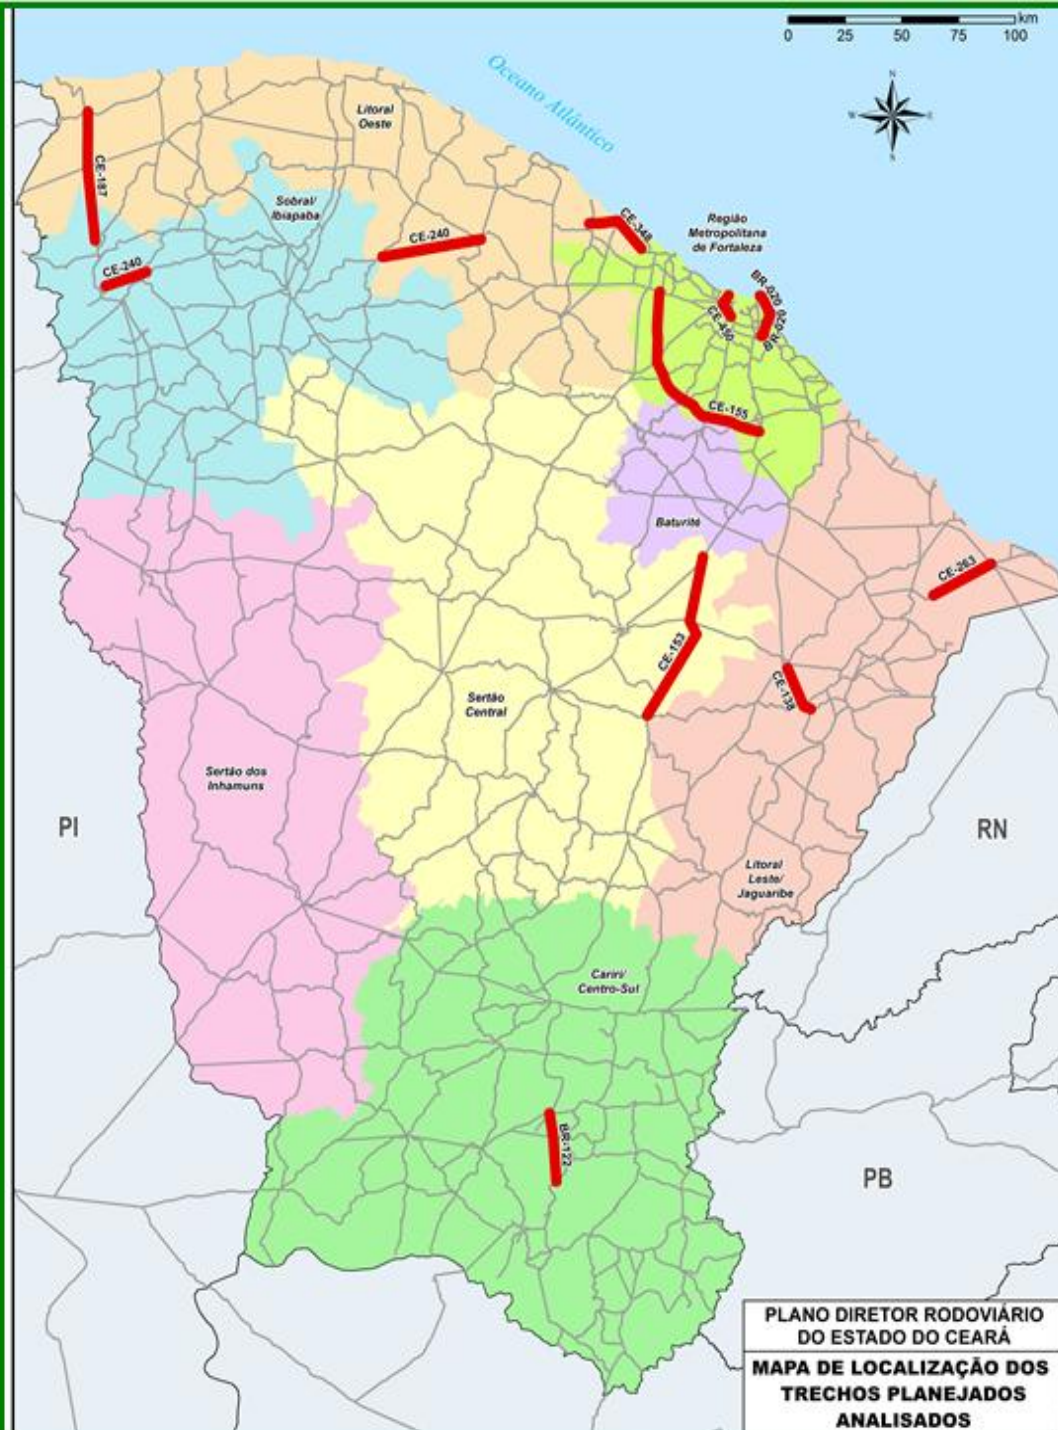 km
0 25 50 75 100
Oceano Atlântico
N
W E
S
Litoral
Oeste
CE-187
Sobral/
Ibiapaba
CE-240
CE-240
CE-348
Região
Metropolitana
de Fortaleza
BR-020
BR-020
CE-450
CE-155
Baturité
CE-263
CE-153
CE-138
Sertão
Central
Sertão dos
Inhamuns
PI
RN
Litoral
Leste/
Jaguaribe
Cariri/
Centro-Sul
BR-122
PB
PLANO DIRETOR RODOVIÁRIO
DO ESTADO DO CEARÁ
MAPA DE LOCALIZAÇÃO DOS
TRECHOS PLANEJADOS
ANALISADOS